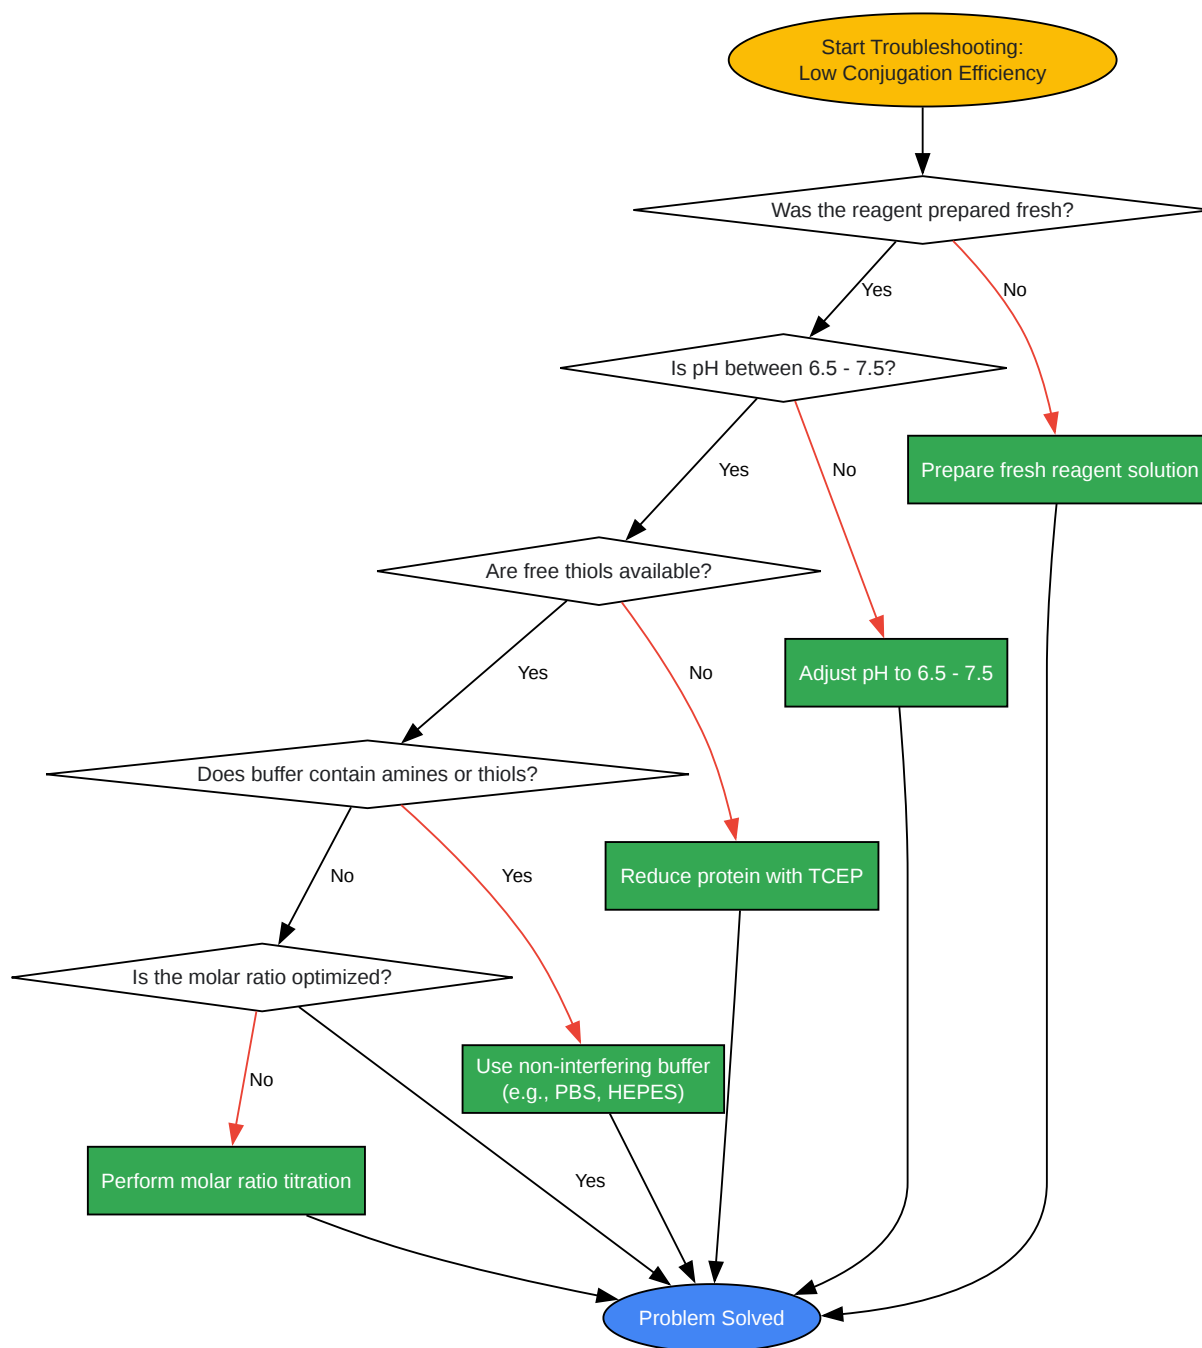 Start Troubleshooting:
Low Conjugation Efficiency
Was the reagent prepared fresh?
Yes
No
Is pH between 6.5 - 7.5?
Yes
No
Prepare fresh reagent solution
Are free thiols available?
Yes
No
Adjust pH to 6.5 - 7.5
Does buffer contain amines or thiols?
No
Yes
Reduce protein with TCEP
Is the molar ratio optimized?
No
Use non-interfering buffer
(e.g., PBS, HEPES)
Perform molar ratio titration
Yes
Problem Solved